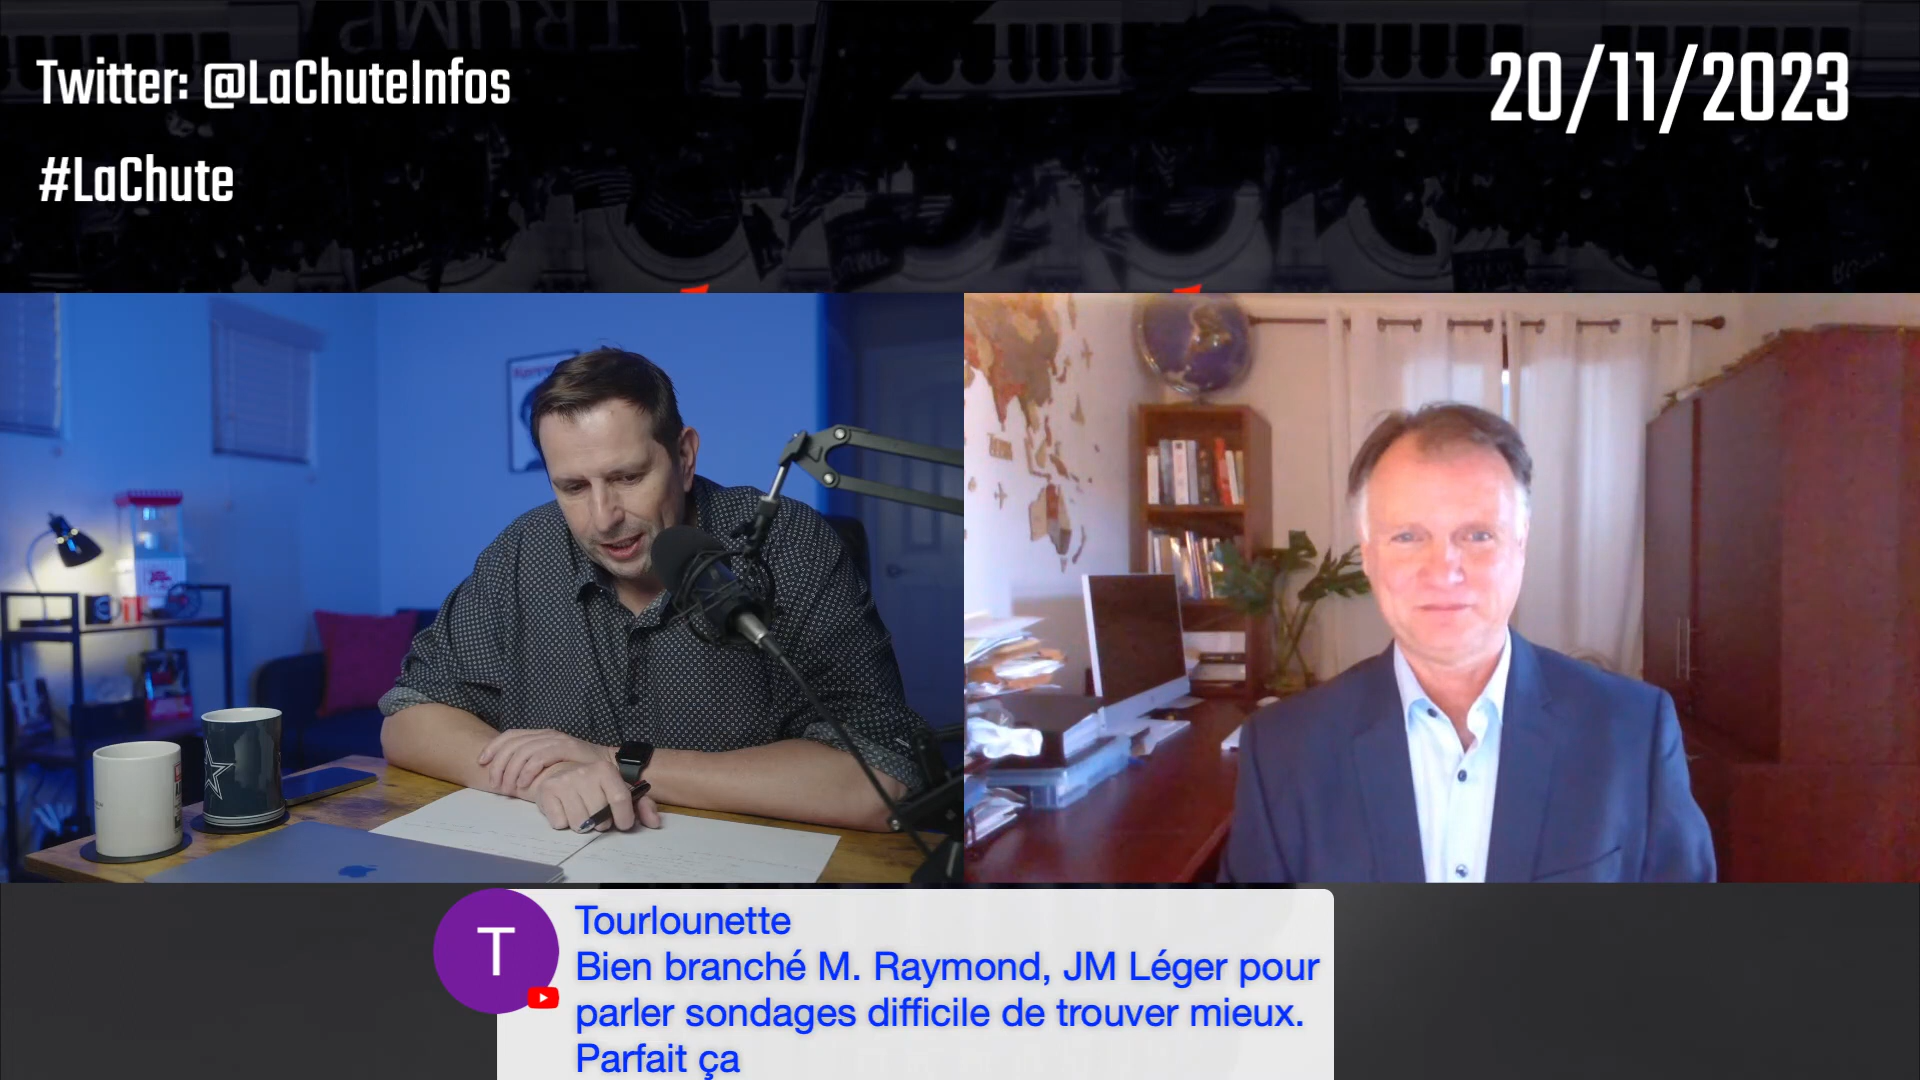 TRUMP
Twitter: @LaChuteInfos
20/11/2023
#LaChute
T
Tourlounette
Bien branché M. Raymond, JM Léger pour
parler sondages difficile de trouver mieux.
Parfait ça